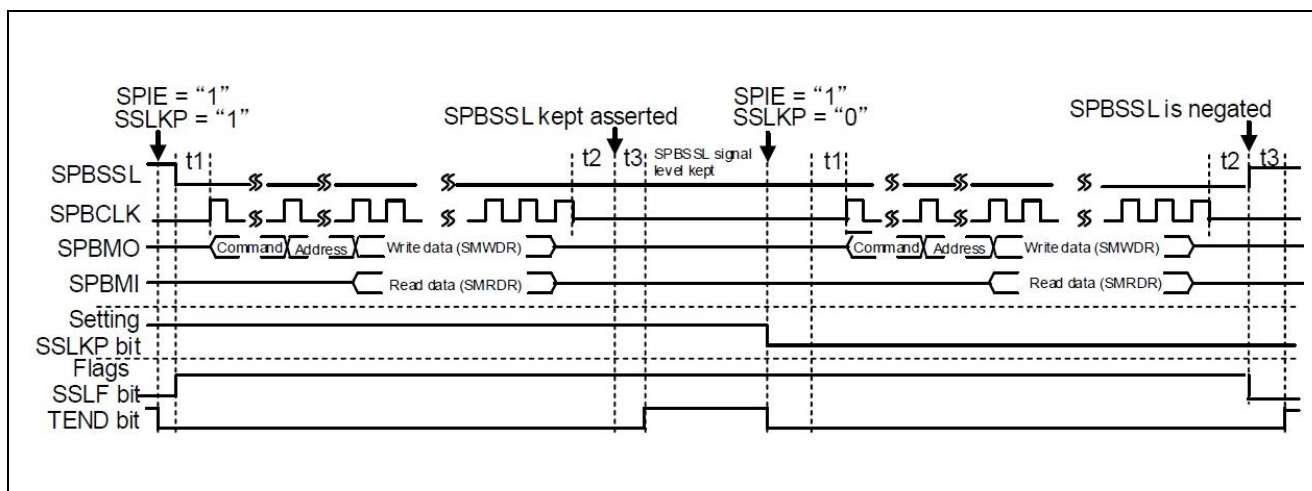 SPIE = “1”
SSLKP = “1”
SPBSSL kept asserted
SPIE = “1”
SSLKP = “0”
SPBSSL is negated
t1
t2
t3
SPBSSL signal
level kept
t1
t2
t3
SPBSSL
SPBCLK
SPBMO
Command
Address
Write data (SMWDR)
Command
Address
Write data (SMWDR)
SPBMI
Read data (SMRDR)
Read data (SMRDR)
Setting
SSLKP bit
Flags
SSLF bit
TEND bit